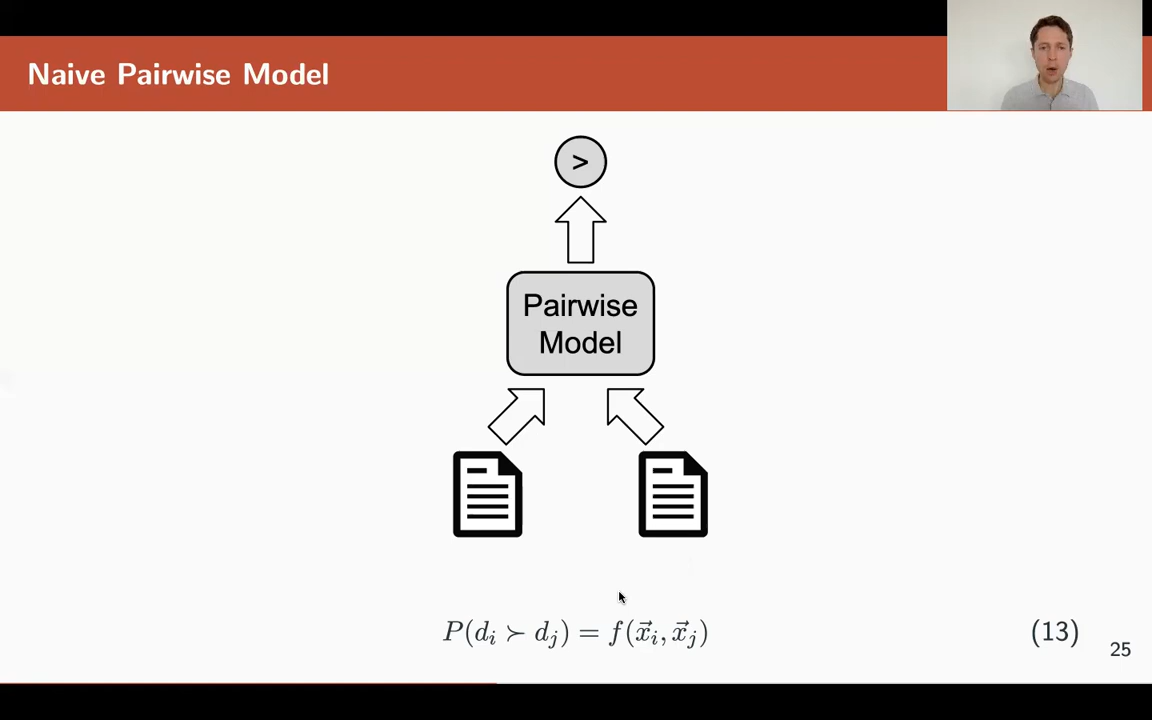 Naive Pairwise Model
>
Pairwise
Model
P(d_i ≻ d_j) = f(x⃗_i, x⃗_j) (13)
25